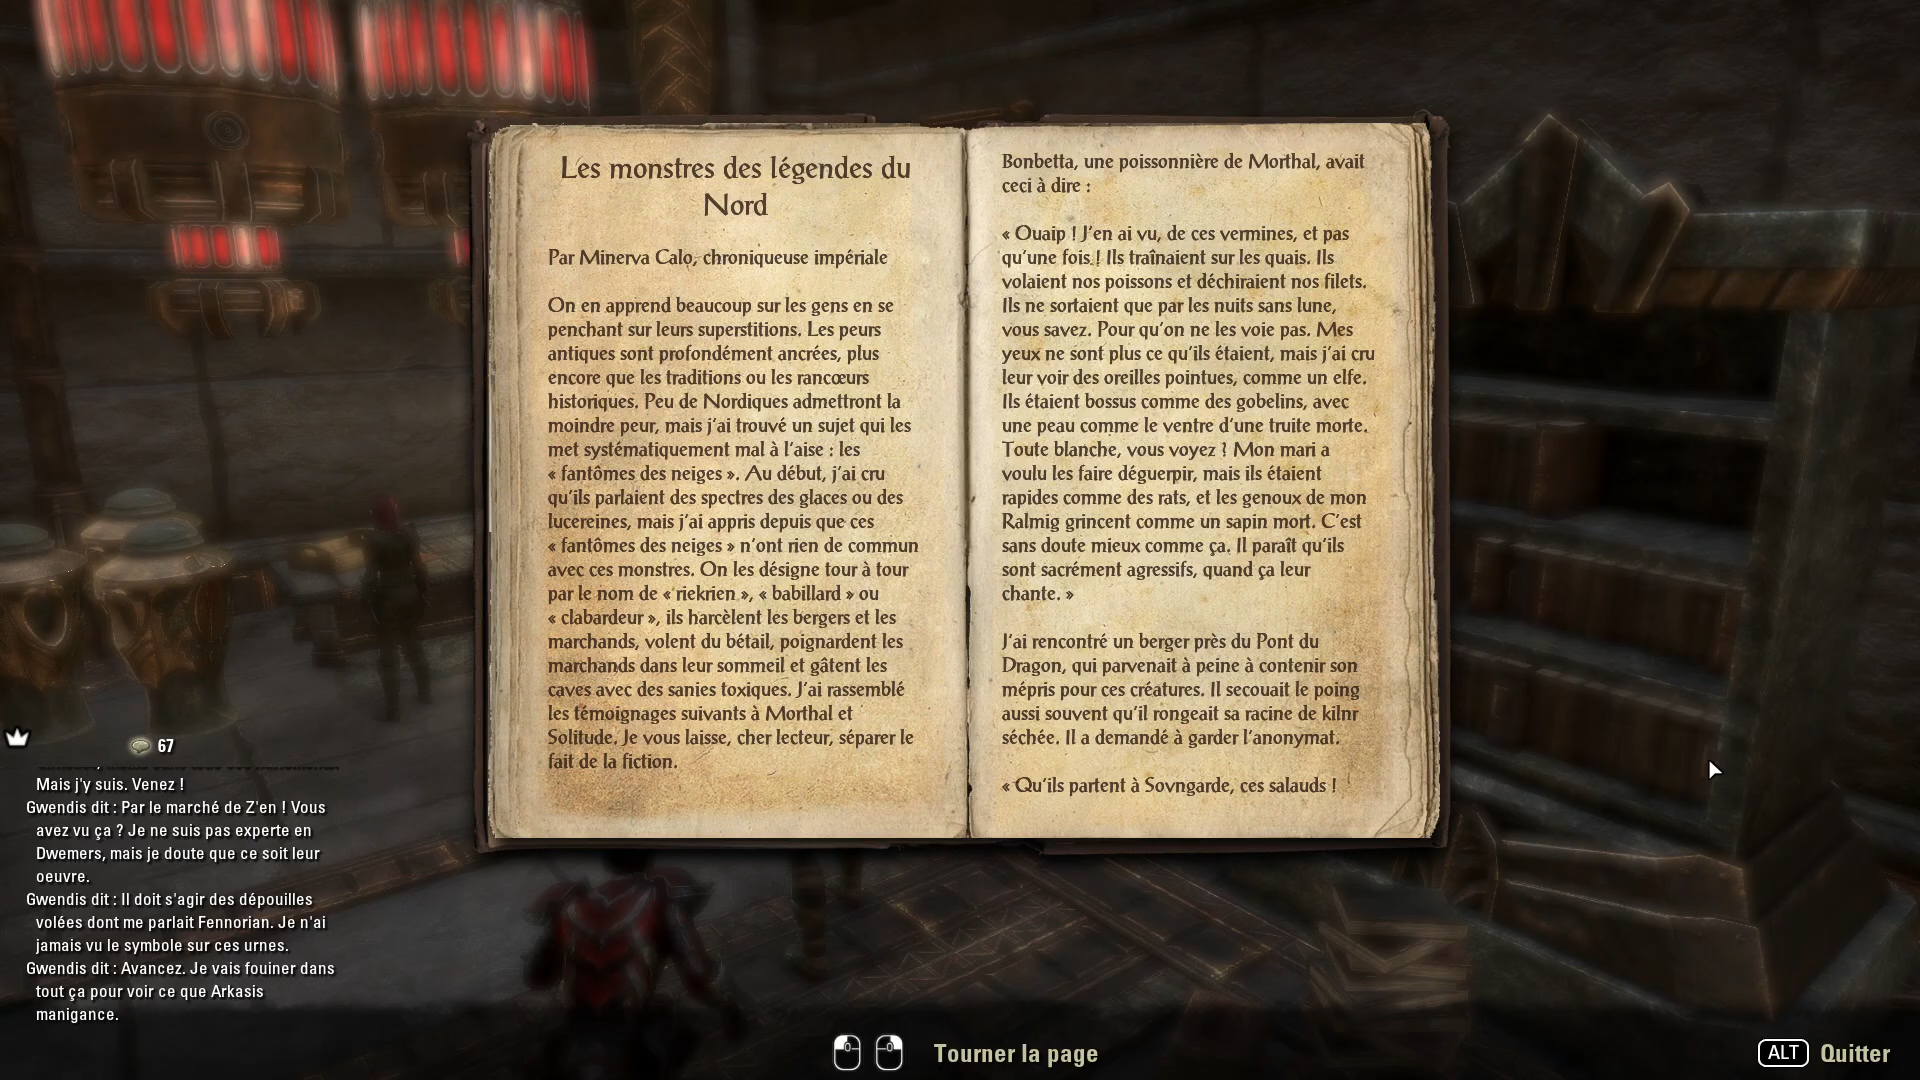 Les monstres des légendes du
Nord
Par Minerva Calo, chroniqueuse impériale
On en apprend beaucoup sur les gens en se
penchant sur leurs superstitions. Les peurs
antiques sont profondément ancrées, plus
encore que les traditions ou les rancœurs
historiques. Peu de Nordiques admettront la
moindre peur, mais j'ai trouvé un sujet qui les
met systématiquement mal à l'aise : les
« fantômes des neiges ». Au début, j'ai cru
qu'ils parlaient des spectres des glaces ou des
lucereines, mais j'ai appris depuis que ces
« fantômes des neiges » n'ont rien de commun
avec ces monstres. On les désigne tour à tour
par le nom de « riekrien », « babillard » ou
« clabardeur », ils harcèlent les bergers et les
marchands, volent du bétail, poignardent les
marchands dans leur sommeil et gâtent les
caves avec des sanies toxiques. J'ai rassemblé
les témoignages suivants à Morthal et
Solitude. Je vous laisse, cher lecteur, séparer le
fait de la fiction.
Bonbetta, une poissonnière de Morthal, avait
ceci à dire :
« Ouaip ! J'en ai vu, de ces vermines, et pas
qu'une fois ! Ils traînaient sur les quais. Ils
volaient nos poissons et déchiraient nos filets.
Ils ne sortaient que par les nuits sans lune,
vous savez. Pour qu'on ne les voie pas. Mes
yeux ne sont plus ce qu'ils étaient, mais j'ai cru
leur voir des oreilles pointues, comme un elfe.
Ils étaient bossus comme des gobelins, avec
une peau comme le ventre d'une truite morte.
Toute blanche, vous voyez ? Mon mari a
voulu les faire déguerpir, mais ils étaient
rapides comme des rats, et les genoux de mon
Ralmig grincent comme un sapin mort. C'est
sans doute mieux comme ça. Il paraît qu'ils
sont sacrément agressifs, quand ça leur
chante. »
J'ai rencontré un berger près du Pont du
Dragon, qui parvenait à peine à contenir son
mépris pour ces créatures. Il secouait le poing
aussi souvent qu'il rongeait sa racine de kilnr
séchée. Il a demandé à garder l'anonymat.
« Qu'ils partent à Sovngarde, ces salauds !
67
Mais j'y suis. Venez !
Gwendis dit : Par le marché de Z'en ! Vous
avez vu ça ? Je ne suis pas experte en
Dwemers, mais je doute que ce soit leur
oeuvre.
Gwendis dit : Il doit s'agir des dépouilles
volées dont me parlait Fennorian. Je n'ai
jamais vu le symbole sur ces urnes.
Gwendis dit : Avancez. Je vais fouiner dans
tout ça pour voir ce que Arkasis
manigance.
Tourner la page
ALT Quitter